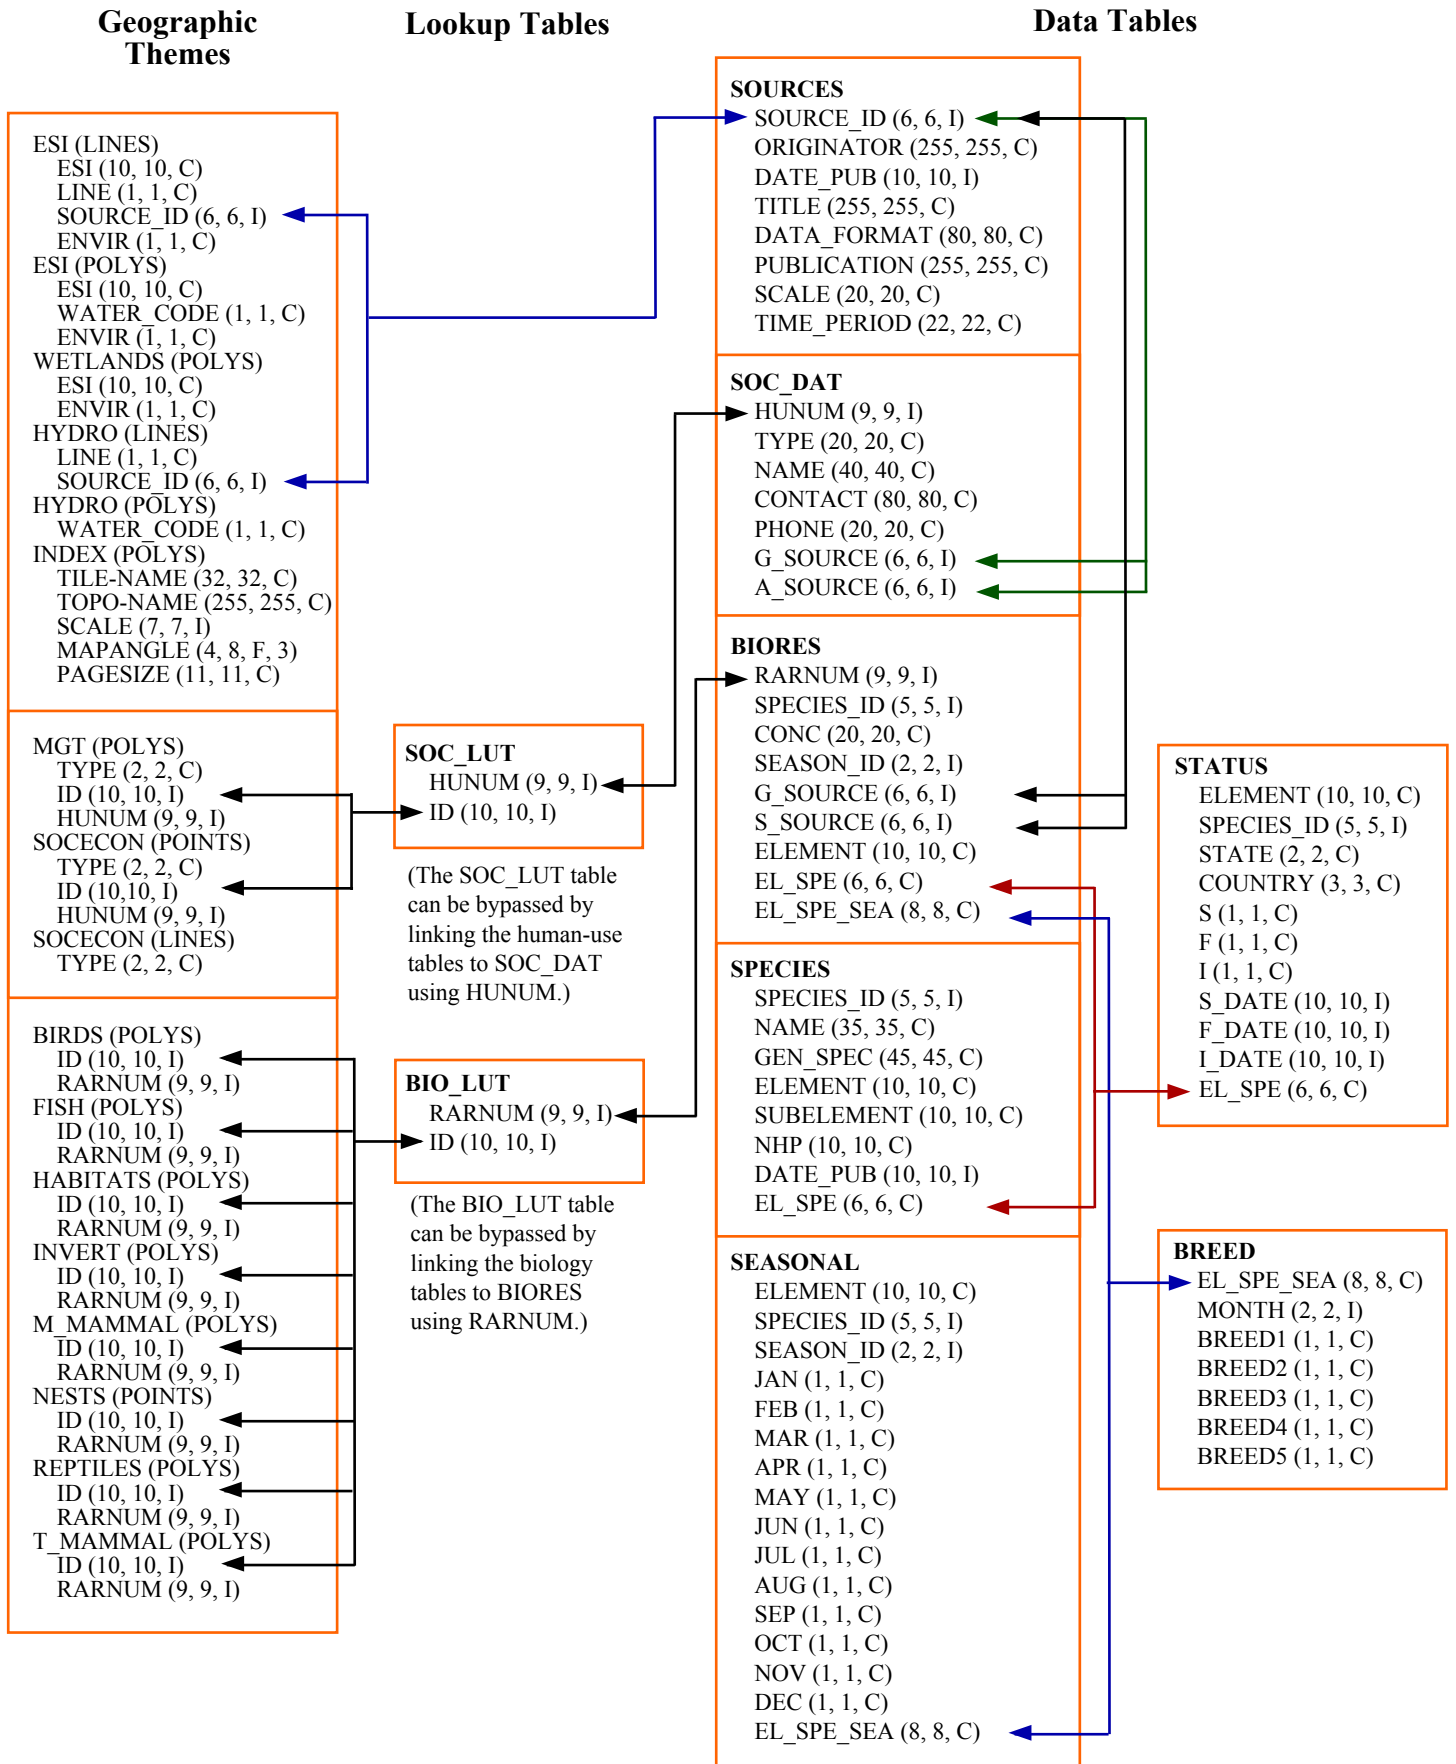 Geographic
Themes
Lookup Tables
Data Tables
ESI (LINES)
ESI (10, 10, C)
LINE (1, 1, C)
SOURCE_ID (6, 6, I)
ENVIR (1, 1, C)
ESI (POLYS)
ESI (10, 10, C)
WATER_CODE (1, 1, C)
ENVIR (1, 1, C)
WETLANDS (POLYS)
ESI (10, 10, C)
ENVIR (1, 1, C)
HYDRO (LINES)
LINE (1, 1, C)
SOURCE_ID (6, 6, I)
HYDRO (POLYS)
WATER_CODE (1, 1, C)
INDEX (POLYS)
TILE-NAME (32, 32, C)
TOPO-NAME (255, 255, C)
SCALE (7, 7, I)
MAPANGLE (4, 8, F, 3)
PAGESIZE (11, 11, C)
MGT (POLYS)
TYPE (2, 2, C)
ID (10, 10, I)
HUNUM (9, 9, I)
SOCECON (POINTS)
TYPE (2, 2, C)
ID (10,10, I)
HUNUM (9, 9, I)
SOCECON (LINES)
TYPE (2, 2, C)
BIRDS (POLYS)
ID (10, 10, I)
RARNUM (9, 9, I)
FISH (POLYS)
ID (10, 10, I)
RARNUM (9, 9, I)
HABITATS (POLYS)
ID (10, 10, I)
RARNUM (9, 9, I)
INVERT (POLYS)
ID (10, 10, I)
RARNUM (9, 9, I)
M_MAMMAL (POLYS)
ID (10, 10, I)
RARNUM (9, 9, I)
NESTS (POINTS)
ID (10, 10, I)
RARNUM (9, 9, I)
REPTILES (POLYS)
ID (10, 10, I)
RARNUM (9, 9, I)
T_MAMMAL (POLYS)
ID (10, 10, I)
RARNUM (9, 9, I)
SOC_LUT
HUNUM (9, 9, I)
ID (10, 10, I)
(The SOC_LUT table
can be bypassed by
linking the human-use
tables to SOC_DAT
using HUNUM.)
BIO_LUT
RARNUM (9, 9, I)
ID (10, 10, I)
(The BIO_LUT table
can be bypassed by
linking the biology
tables to BIORES
using RARNUM.)
SOURCES
SOURCE_ID (6, 6, I)
ORIGINATOR (255, 255, C)
DATE_PUB (10, 10, I)
TITLE (255, 255, C)
DATA_FORMAT (80, 80, C)
PUBLICATION (255, 255, C)
SCALE (20, 20, C)
TIME_PERIOD (22, 22, C)
SOC_DAT
HUNUM (9, 9, I)
TYPE (20, 20, C)
NAME (40, 40, C)
CONTACT (80, 80, C)
PHONE (20, 20, C)
G_SOURCE (6, 6, I)
A_SOURCE (6, 6, I)
BIORES
RARNUM (9, 9, I)
SPECIES_ID (5, 5, I)
CONC (20, 20, C)
SEASON_ID (2, 2, I)
G_SOURCE (6, 6, I)
S_SOURCE (6, 6, I)
ELEMENT (10, 10, C)
EL_SPE (6, 6, C)
EL_SPE_SEA (8, 8, C)
SPECIES
SPECIES_ID (5, 5, I)
NAME (35, 35, C)
GEN_SPEC (45, 45, C)
ELEMENT (10, 10, C)
SUBELEMENT (10, 10, C)
NHP (10, 10, C)
DATE_PUB (10, 10, I)
EL_SPE (6, 6, C)
SEASONAL
ELEMENT (10, 10, C)
SPECIES_ID (5, 5, I)
SEASON_ID (2, 2, I)
JAN (1, 1, C)
FEB (1, 1, C)
MAR (1, 1, C)
APR (1, 1, C)
MAY (1, 1, C)
JUN (1, 1, C)
JUL (1, 1, C)
AUG (1, 1, C)
SEP (1, 1, C)
OCT (1, 1, C)
NOV (1, 1, C)
DEC (1, 1, C)
EL_SPE_SEA (8, 8, C)
STATUS
ELEMENT (10, 10, C)
SPECIES_ID (5, 5, I)
STATE (2, 2, C)
COUNTRY (3, 3, C)
S (1, 1, C)
F (1, 1, C)
I (1, 1, C)
S_DATE (10, 10, I)
F_DATE (10, 10, I)
I_DATE (10, 10, I)
EL_SPE (6, 6, C)
BREED
EL_SPE_SEA (8, 8, C)
MONTH (2, 2, I)
BREED1 (1, 1, C)
BREED2 (1, 1, C)
BREED3 (1, 1, C)
BREED4 (1, 1, C)
BREED5 (1, 1, C)